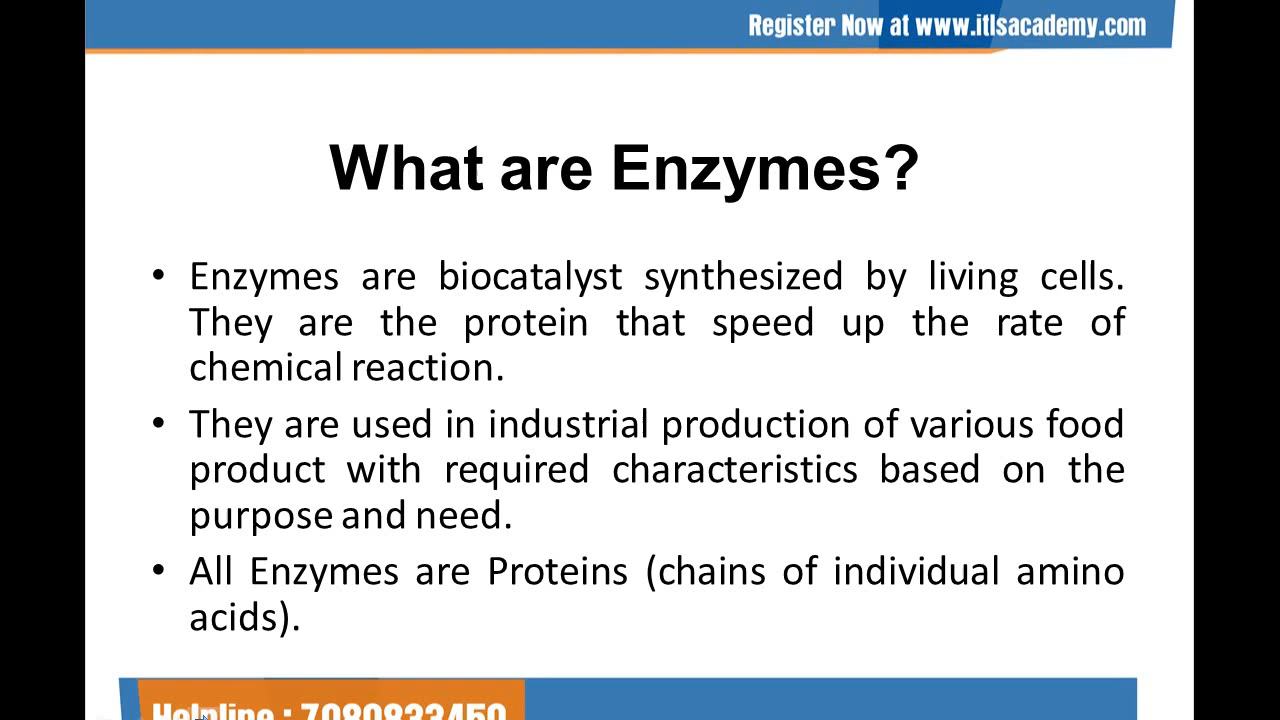 Register Now at www.itlsacademy.com
What are Enzymes?
• Enzymes are biocatalyst synthesized by living cells.
They are the protein that speed up the rate of
chemical reaction.
• They are used in industrial production of various food
product with required characteristics based on the
purpose and need.
• All Enzymes are Proteins (chains of individual amino
acids).
Helpline : 7080833450